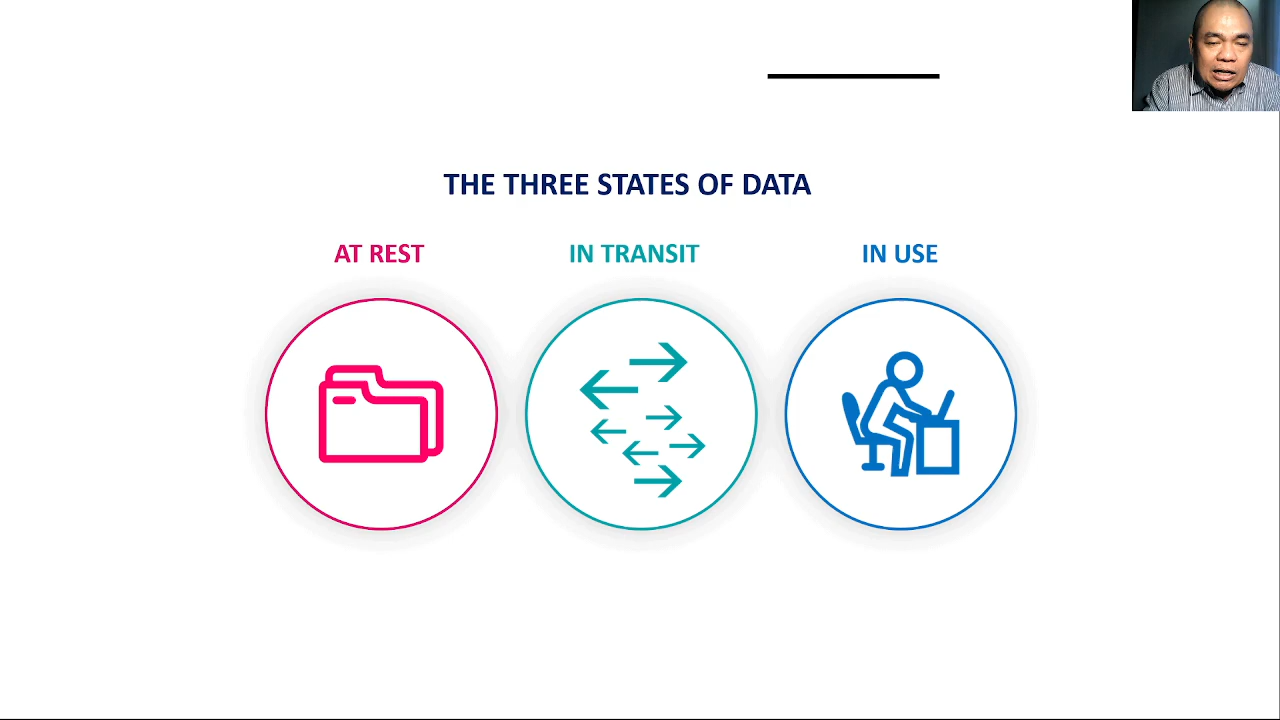 THE THREE STATES OF DATA
AT REST
IN TRANSIT
IN USE